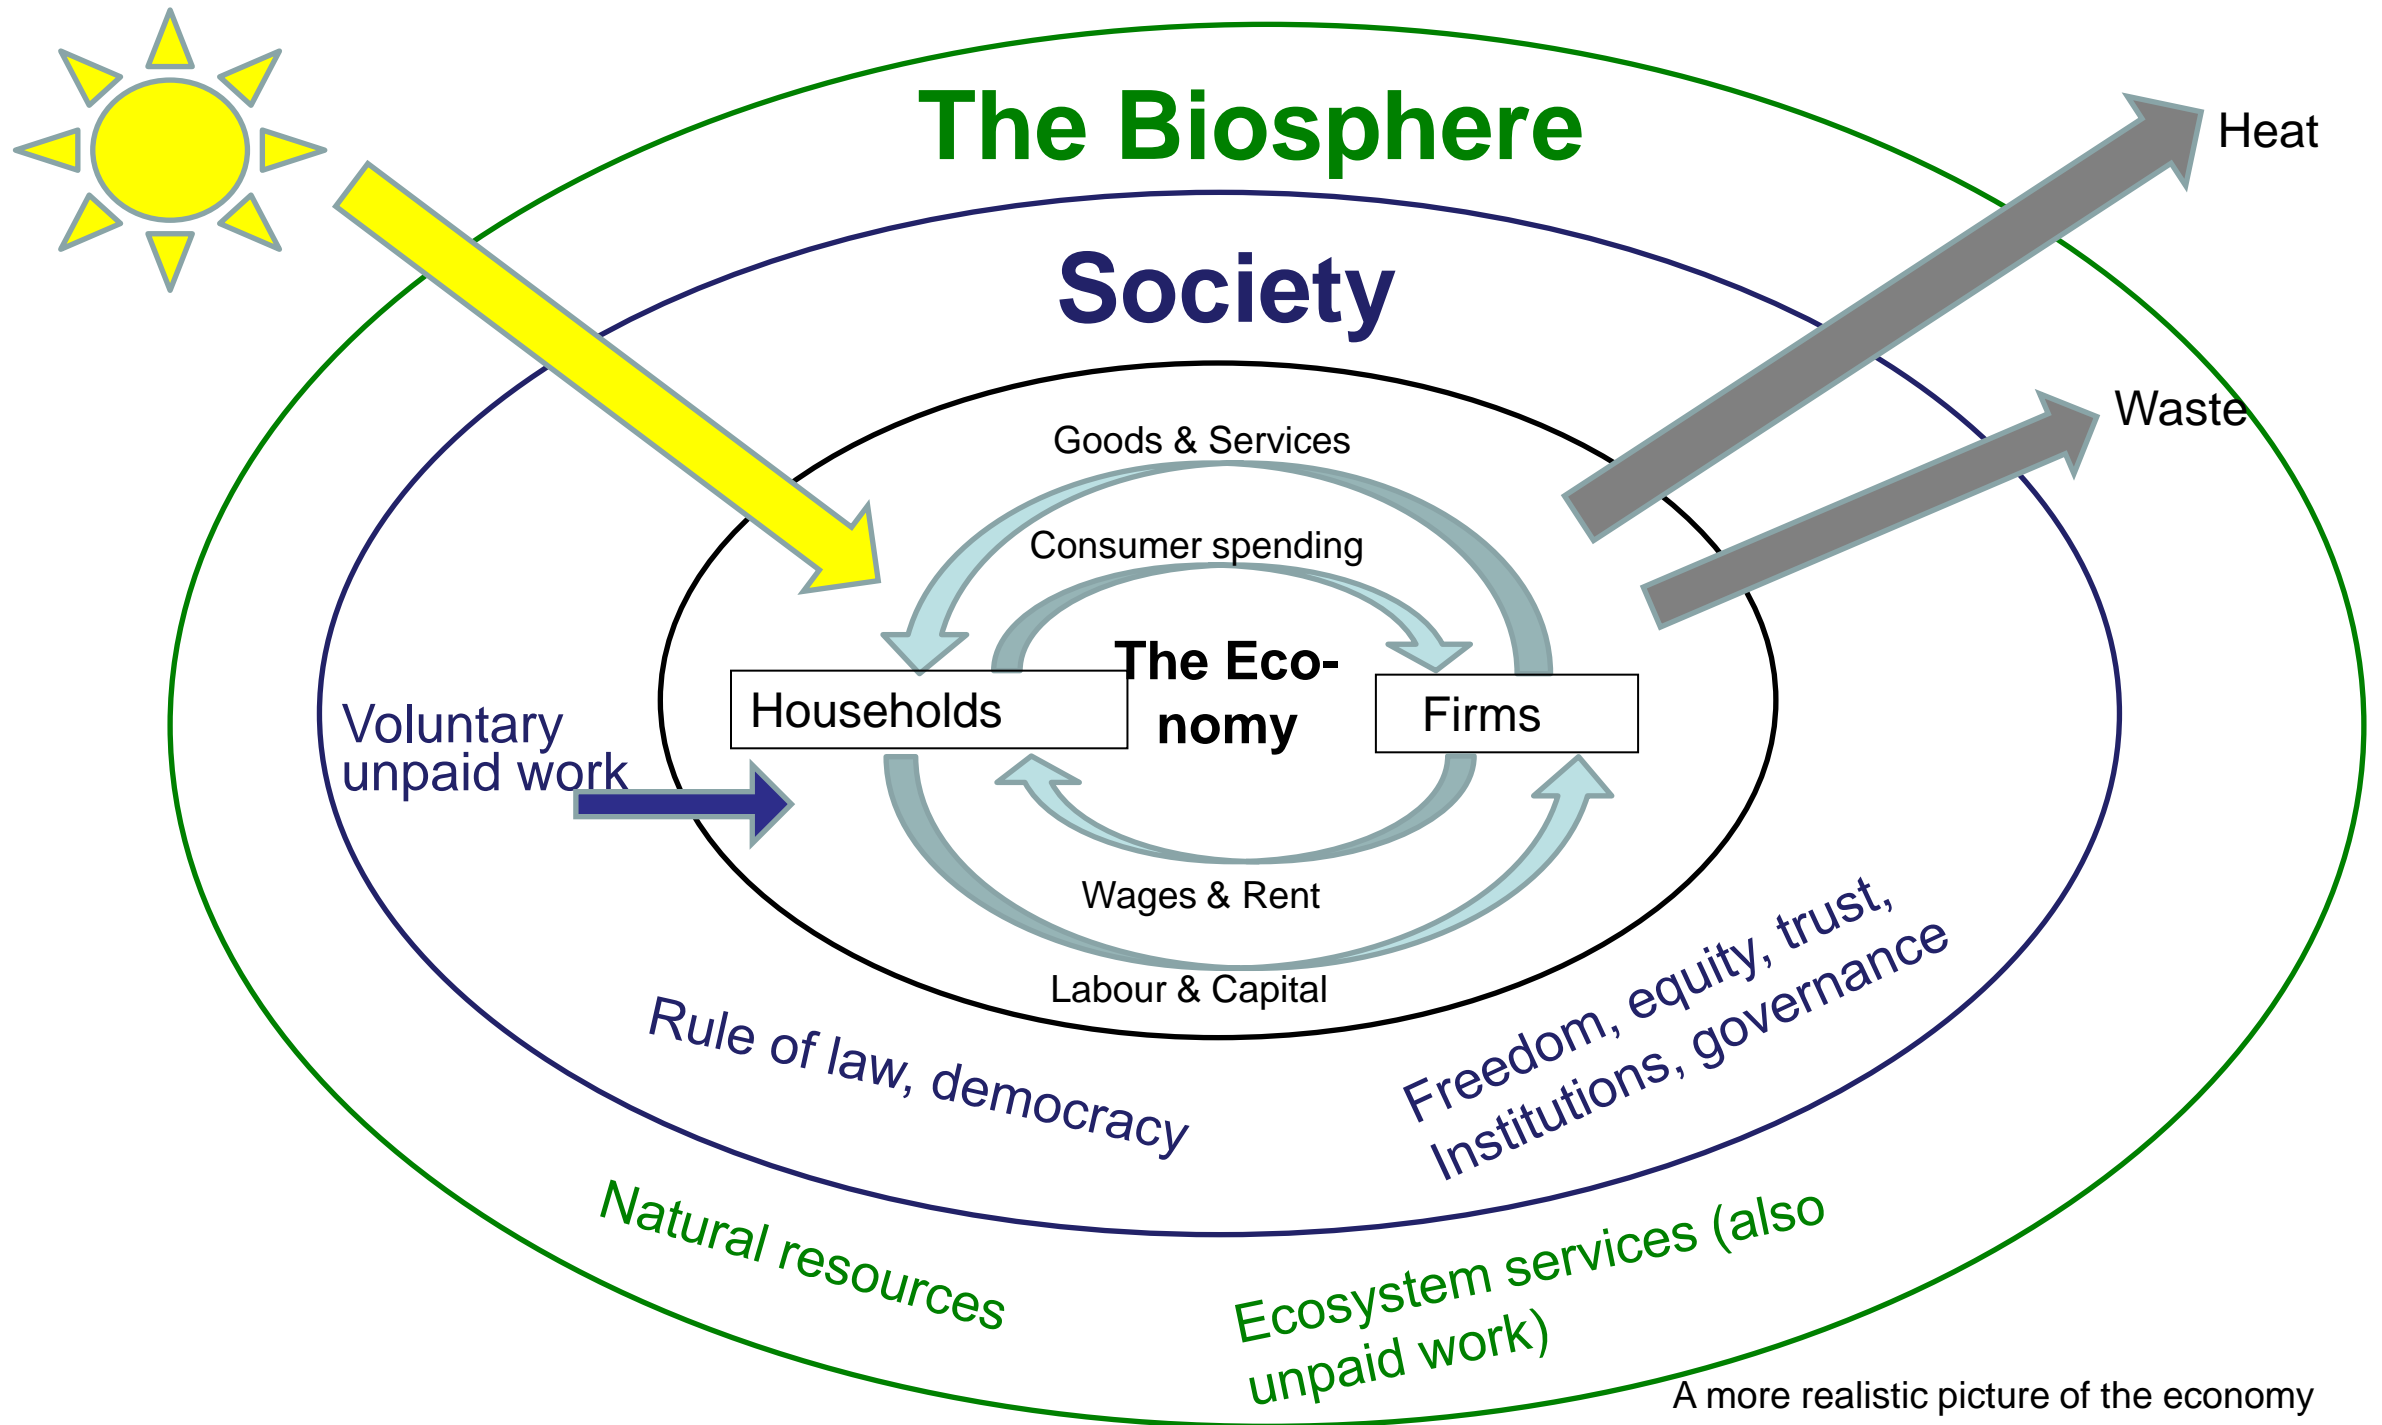 The Biosphere
Heat
Society
Waste
Goods & Services
Consumer spending
The Eco-
nomy
Households
Firms
Voluntary
unpaid work
Wages & Rent
Labour & Capital
Rule of law, democracy
Freedom, equity, trust,
Institutions, governance
Natural resources
Ecosystem services (also
unpaid work)
A more realistic picture of the economy